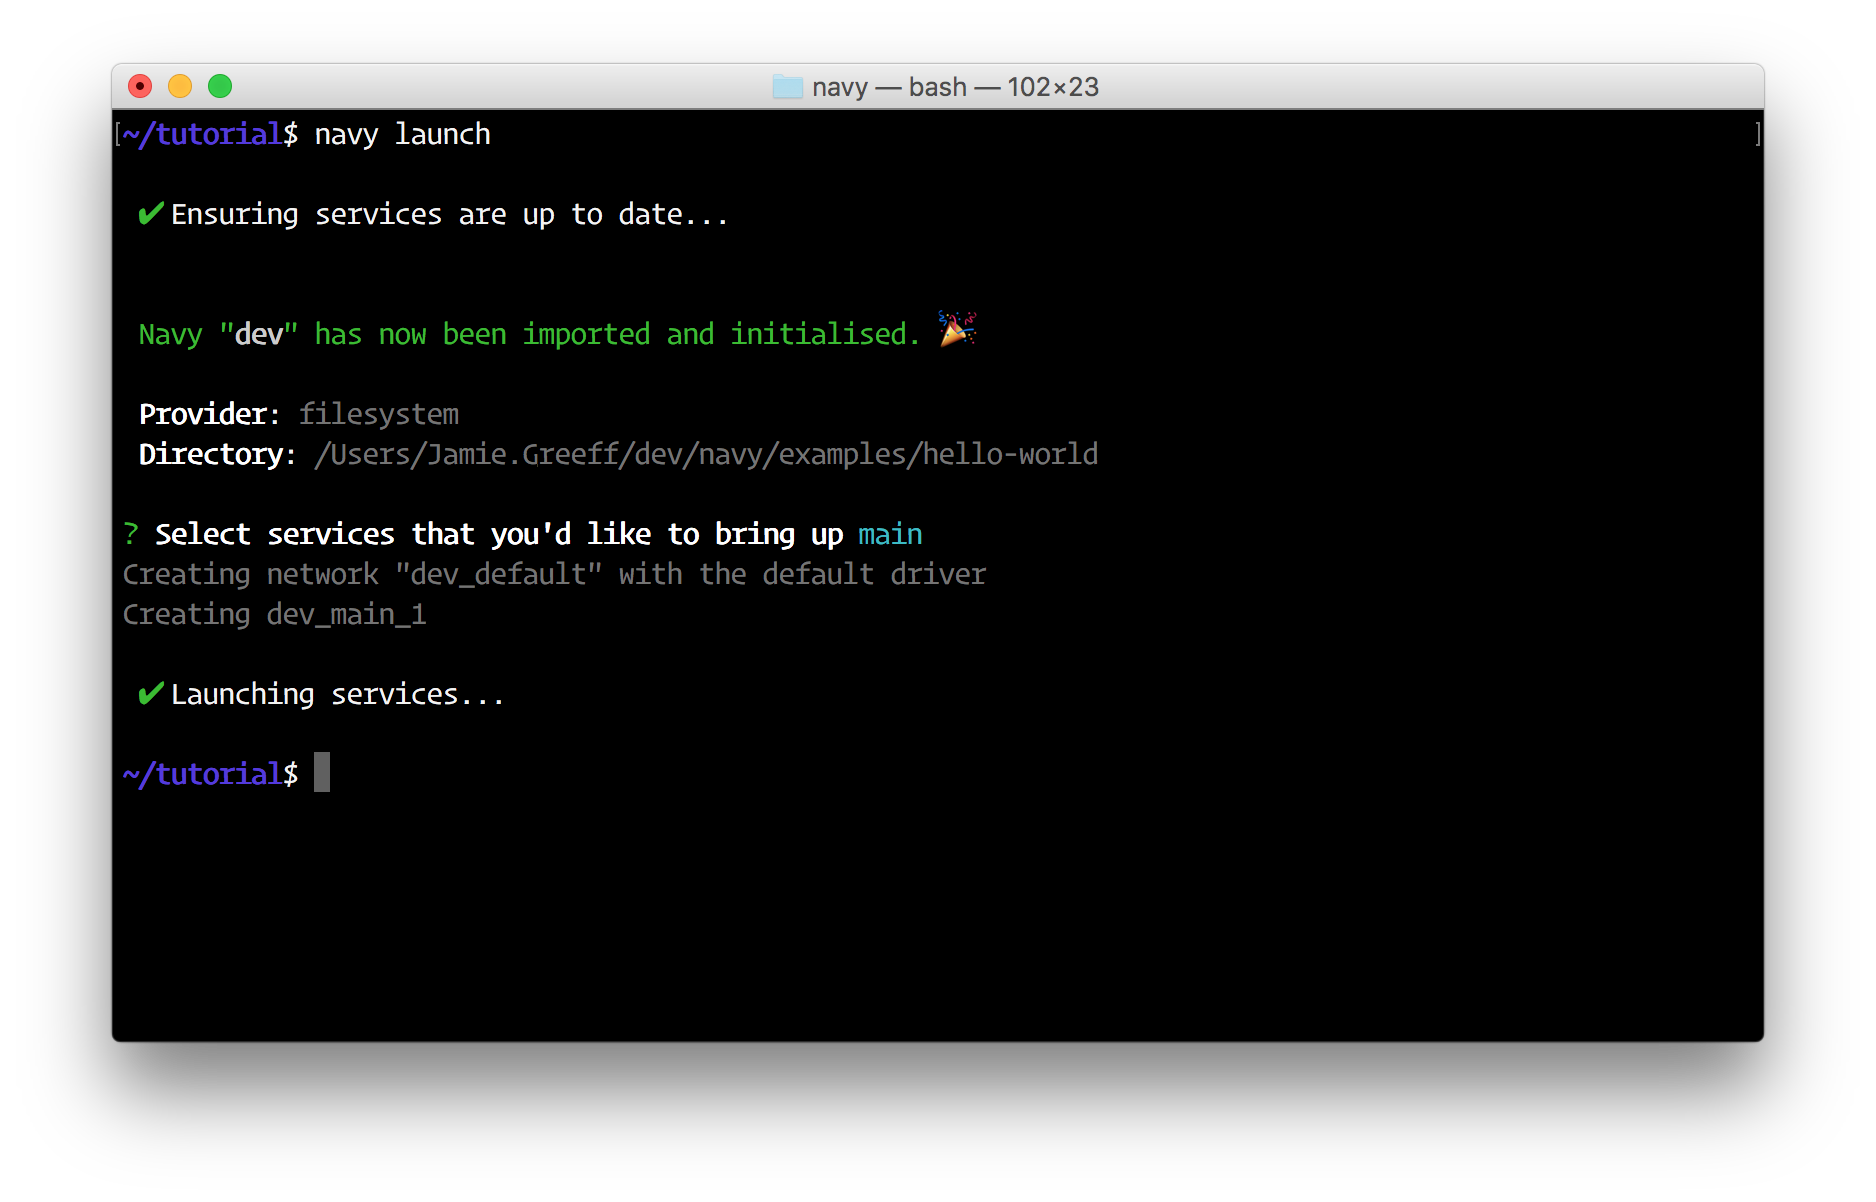 navy — bash — 102×23
[~/tutorial$ navy launch ]
✔ Ensuring services are up to date...
Navy "dev" has now been imported and initialised. 🎉
Provider: filesystem
Directory: /Users/Jamie.Greeff/dev/navy/examples/hello-world
? Select services that you'd like to bring up main
Creating network "dev_default" with the default driver
Creating dev_main_1
✔ Launching services...
~/tutorial$